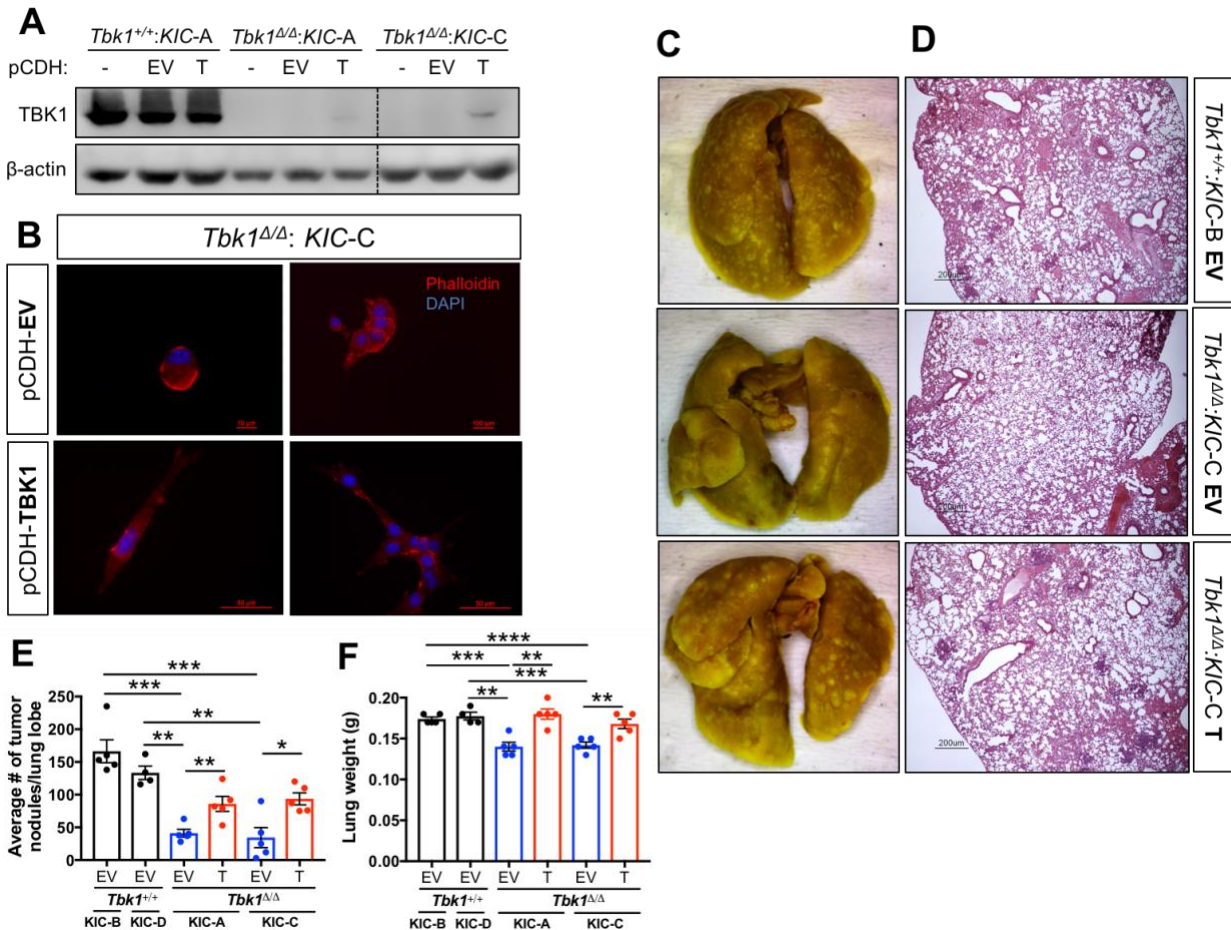 A
Tbk1+/+:KIC-A Tbk1Δ/Δ:KIC-A Tbk1Δ/Δ:KIC-C
pCDH: - EV T - EV T - EV T
TBK1
β-actin
B
Tbk1Δ/Δ: KIC-C
pCDH-EV
Phalloidin
DAPI
100 µm
pCDH-TBK1
C
D
200um
Tbk1+/+:KIC-B EV
200um
Tbk1Δ/Δ:KIC-C EV
200um
Tbk1Δ/Δ:KIC-C T
E
Average # of tumor
nodules/lung lobe
250
200
150
100
50
0
***
***
**
**
**
*
EV EV EV T EV T
Tbk1+/+ Tbk1Δ/Δ
KIC-B KIC-D KIC-A KIC-C
F
Lung weight (g)
0.20
0.15
0.10
0.05
0.00
****
*** **
***
** **
EV EV EV T EV T
Tbk1+/+ Tbk1Δ/Δ
KIC-B KIC-D KIC-A KIC-C